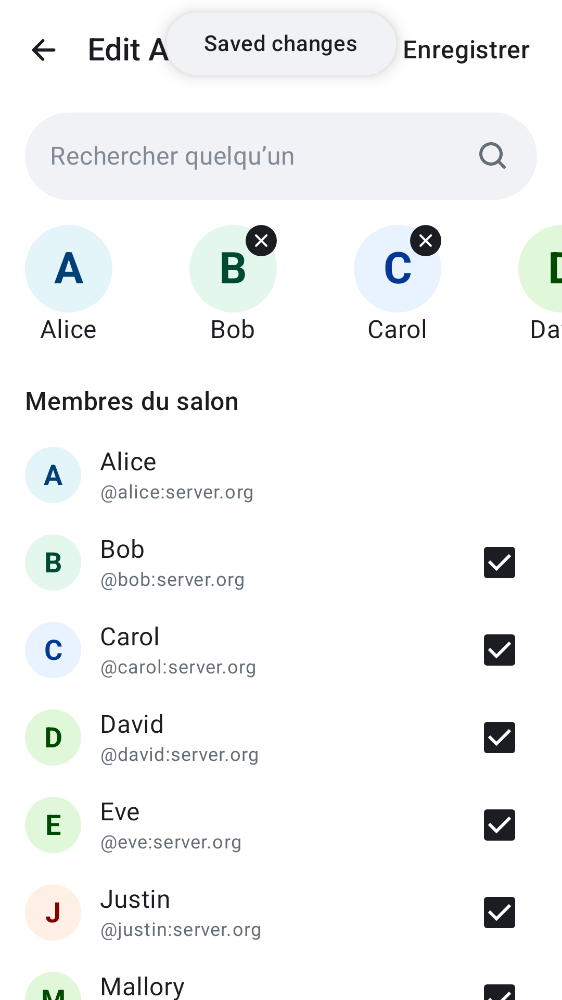 Edit A
Saved changes
Enregistrer
Rechercher quelqu’un
A
B
C
D
Alice
Bob
Carol
Da
Membres du salon
A
Alice
@alice:server.org
B
Bob
@bob:server.org
C
Carol
@carol:server.org
D
David
@david:server.org
E
Eve
@eve:server.org
J
Justin
@justin:server.org
M
Mallory